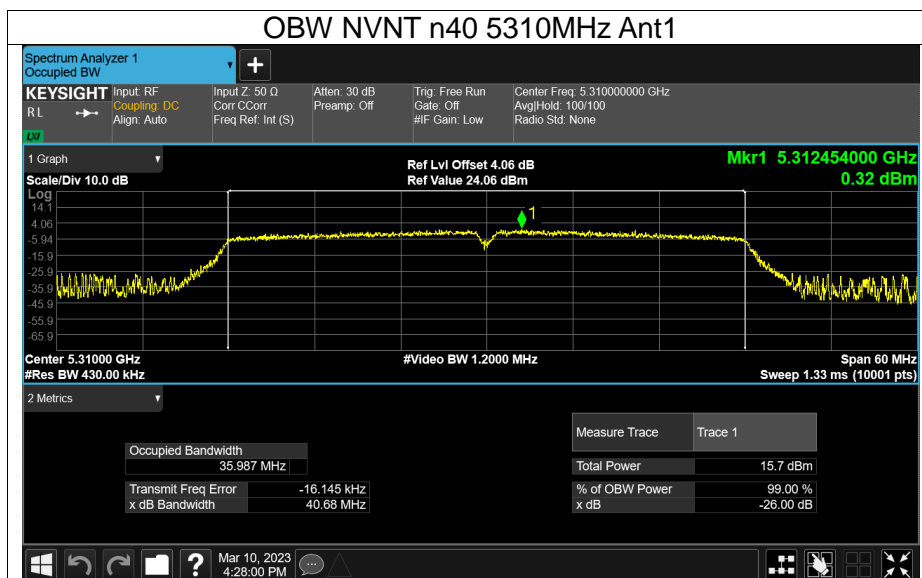 OBW NVNT n40 5310MHz Ant1
Spectrum Analyzer 1
Occupied BW
KEYSIGHT
R L
LXI
Input: RF
Coupling: DC
Align: Auto
Input Z: 50 Ω
Corr CCorr
Freq Ref: Int (S)
Atten: 30 dB
Preamp: Off
Trig: Free Run
Gate: Off
#IF Gain: Low
Center Freq: 5.310000000 GHz
Avg|Hold: 100/100
Radio Std: None
1 Graph
Scale/Div 10.0 dB
Ref Lvl Offset 4.06 dB
Ref Value 24.06 dBm
Mkr1 5.312454000 GHz
0.32 dBm
Log
14.1
4.06
-5.94
-15.9
-25.9
-35.9
-45.9
-55.9
-65.9
1
Center 5.31000 GHz
#Res BW 430.00 kHz
#Video BW 1.2000 MHz
Span 60 MHz
Sweep 1.33 ms (10001 pts)
2 Metrics
Occupied Bandwidth
35.987 MHz
Transmit Freq Error -16.145 kHz
x dB Bandwidth 40.68 MHz
Measure Trace Trace 1
Total Power 15.7 dBm
% of OBW Power 99.00 %
x dB -26.00 dB
?
Mar 10, 2023
4:28:00 PM